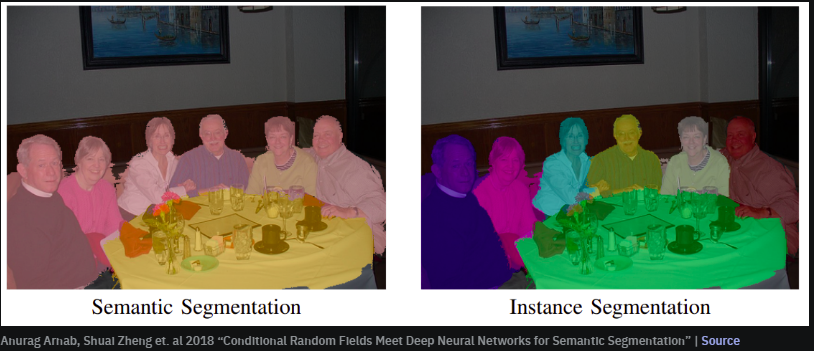 Semantic Segmentation
Instance Segmentation
Anurag Arnab, Shuai Zheng et. al 2018 “Conditional Random Fields Meet Deep Neural Networks for Semantic Segmentation” | Source